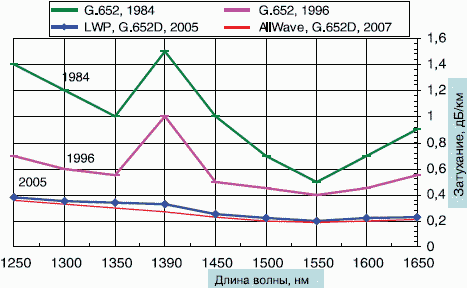 G.652, 1984 G.652, 1996
LWP, G.652D, 2005 AllWave, G.652D, 2007
1,6
1,4
1,2
1
0,8
0,6
0,4
0,2
0
Затухание, дБ/км
1984
1996
2005
1250 1300 1350 1390 1450 1500 1550 1600 1650
Длина волны, нм